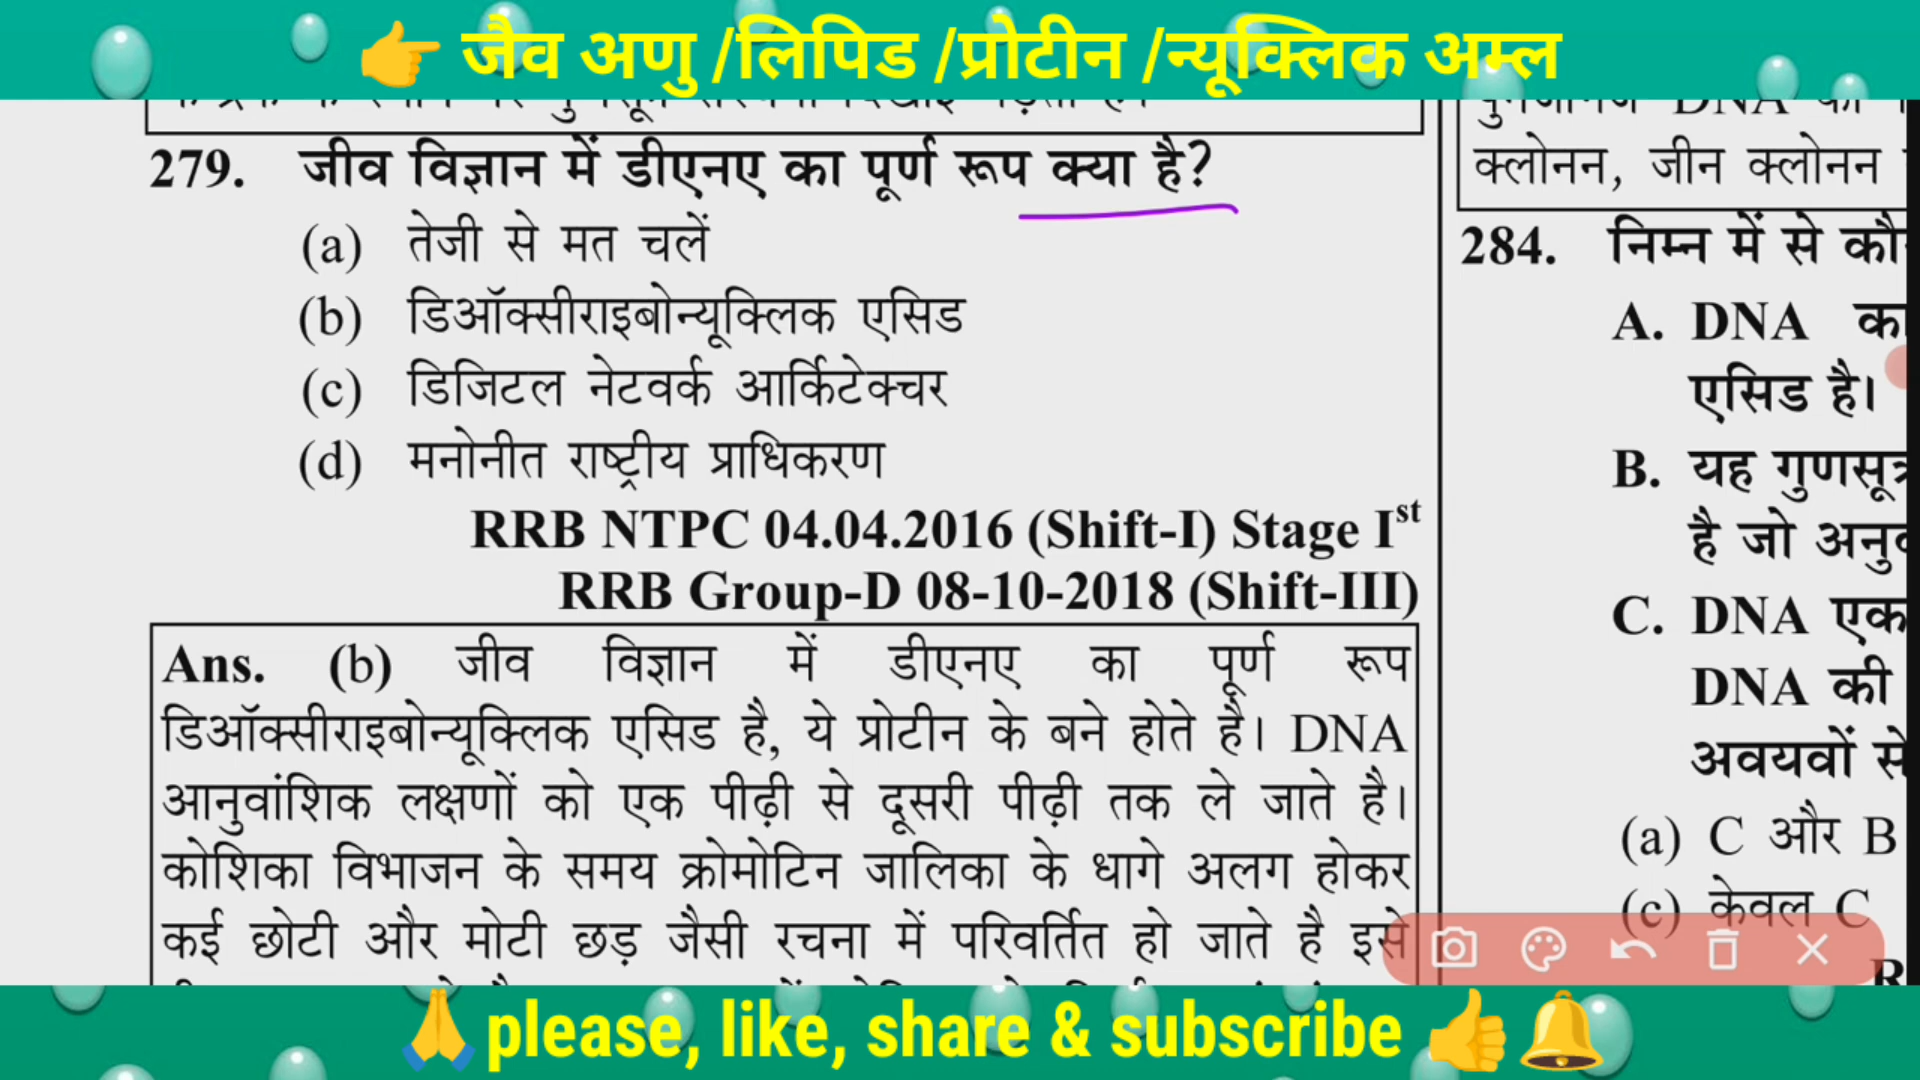 जैव अणु /लिपिड /प्रोटीन /न्यूक्लिक अम्ल
279. जीव विज्ञान में डीएनए का पूर्ण रूप क्या है?
(a) तेजी से मत चलें
(b) डिऑक्सीराइबोन्यूक्लिक एसिड
(c) डिजिटल नेटवर्क आर्किटेक्चर
(d) मनोनीत राष्ट्रीय प्राधिकरण
RRB NTPC 04.04.2016 (Shift-I) Stage Ist
RRB Group-D 08-10-2018 (Shift-III)
Ans. (b) जीव विज्ञान में डीएनए का पूर्ण रूप
डिऑक्सीराइबोन्यूक्लिक एसिड है, ये प्रोटीन के बने होते हैं। DNA
आनुवांशिक लक्षणों को एक पीढ़ी से दूसरी पीढ़ी तक ले जाते है।
कोशिका विभाजन के समय क्रोमोटिन जालिका के धागे अलग होकर
कई छोटी और मोटी छड़ जैसी रचना में परिवर्तित हो जाते है इसे
DNA
क्लोनन, जीन क्लोनन
284. निम्न में से
A. DNA
एसिड है।
B. यह
है जो
C. DNA एक
DNA की
अवयवों से
(a) C और B
(c) केवल C
please, like, share & subscribe